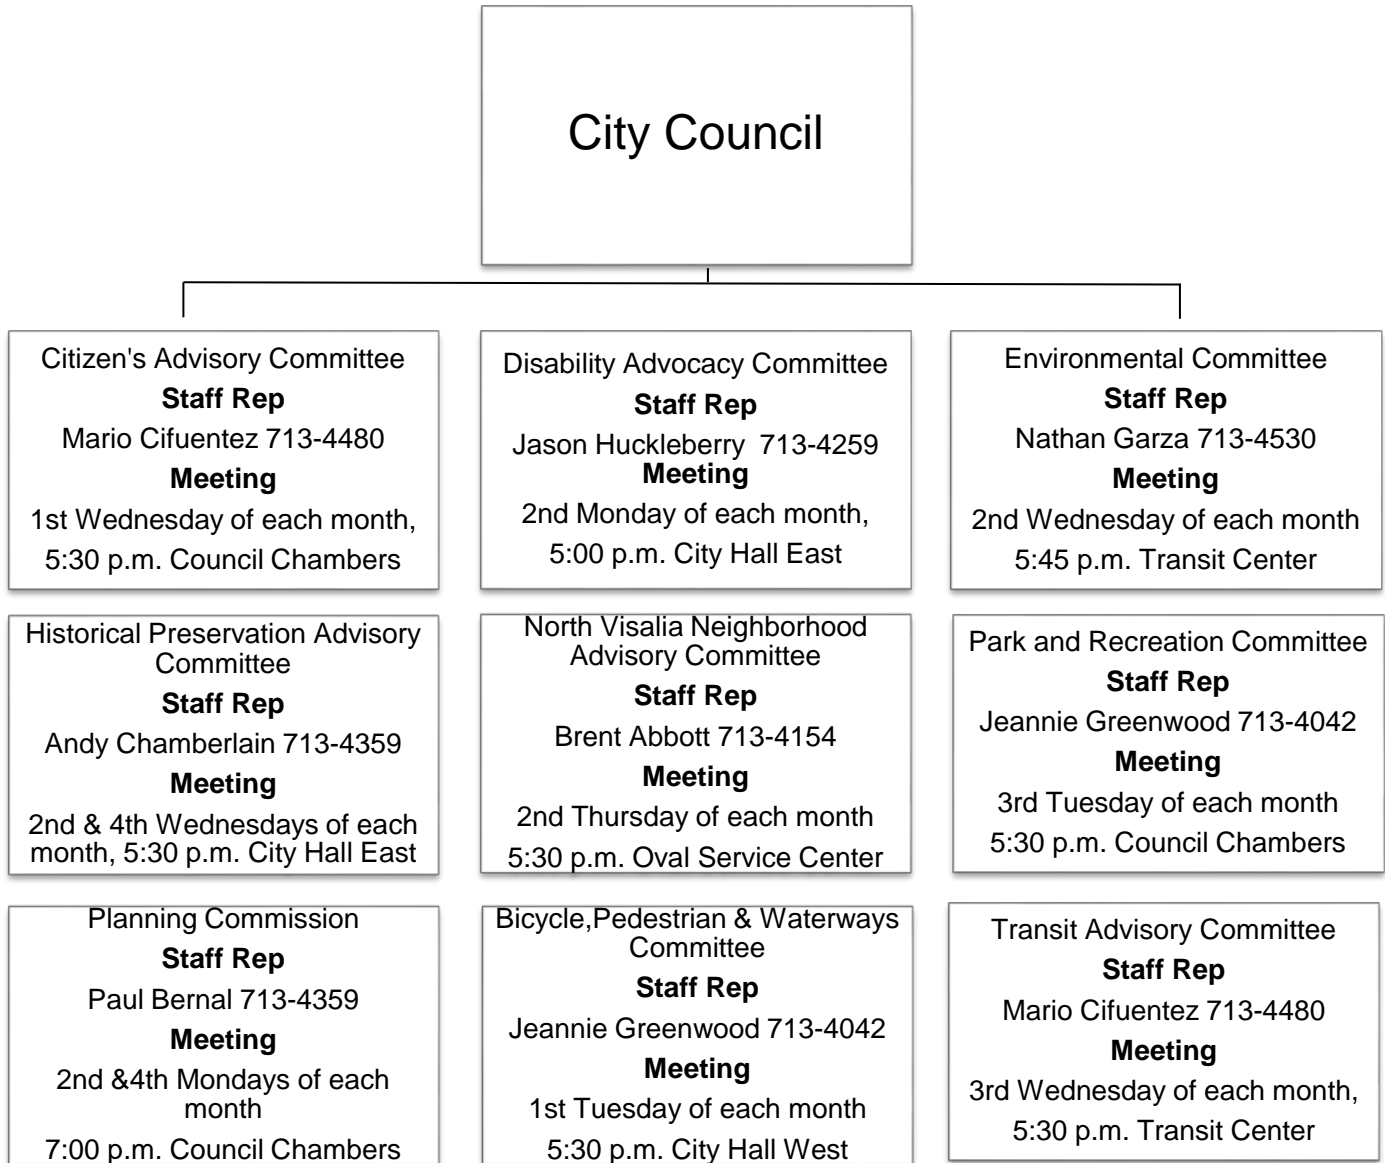 City Council
Citizen's Advisory Committee
Staff Rep
Mario Cifuentez 713-4480
Meeting
1st Wednesday of each month,
5:30 p.m. Council Chambers
Disability Advocacy Committee
Staff Rep
Jason Huckleberry  713-4259
Meeting
2nd Monday of each month,
5:00 p.m. City Hall East
Environmental Committee
Staff Rep
Nathan Garza 713-4530
Meeting
2nd Wednesday of each month
5:45 p.m. Transit Center
Historical Preservation Advisory
Committee
Staff Rep
Andy Chamberlain 713-4359
Meeting
2nd & 4th Wednesdays of each
month, 5:30 p.m. City Hall East
North Visalia Neighborhood
Advisory Committee
Staff Rep
Brent Abbott 713-4154
Meeting
2nd Thursday of each month
5:30 p.m. Oval Service Center
Park and Recreation Committee
Staff Rep
Jeannie Greenwood 713-4042
Meeting
3rd Tuesday of each month
5:30 p.m. Council Chambers
Planning Commission
Staff Rep
Paul Bernal 713-4359
Meeting
2nd &4th Mondays of each
month
7:00 p.m. Council Chambers
Bicycle,Pedestrian & Waterways
Committee
Staff Rep
Jeannie Greenwood 713-4042
Meeting
1st Tuesday of each month
5:30 p.m. City Hall West
Transit Advisory Committee
Staff Rep
Mario Cifuentez 713-4480
Meeting
3rd Wednesday of each month,
5:30 p.m. Transit Center